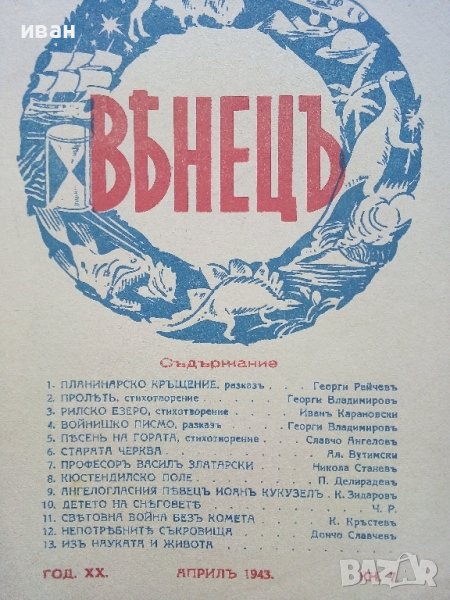 иван
ВѢНЕЦЪ
Съдържание
1. ПЛАНИНАРСКО КРЪЩЕНИЕ, разказъ . . . Георги Райчевъ
2. ПРОЛѢТЬ, стихотворение . . . Георги Владимировъ
3. РИЛСКО ЕЗЕРО, стихотворение . . . Иванъ Карановски
4. ВОЙНИШКО ПИСМО, разказъ . . . Георги Владимировъ
5. ПѢСЕНЬ НА ГОРАТА, стихотворение . . . Славчо Ангеловъ
6. СТАРАТА ЧЕРКВА . . . Ал. Вутимски
7. ПРОФЕСОРЪ ВАСИЛЪ ЗЛАТАРСКИ . . . Никола Станевъ
8. КЮСТЕНДИЛСКО ПОЛЕ . . . П. Делирадевъ
9. АНГЕЛОГЛАСНИЯ ПѢВЕЦЪ ИОАНЪ КУКУЗЕЛЪ . К. Зидаровъ
10. ДЕТЕТО НА СНѢГОВЕТѢ . . . Ч. Р.
11. СВѢТОВНА ВОЙНА БЕЗЪ КОМЕТА . . . К. Кръстевъ
12. НЕПОТРѢБНИТѢ СЪКРОВИЩА . . . Дончо Славчевъ
13. ИЗЪ НАУКАТА И ЖИВОТА . . .
ГОД. XX. АПРИЛЪ 1943. КН.
BAZAR